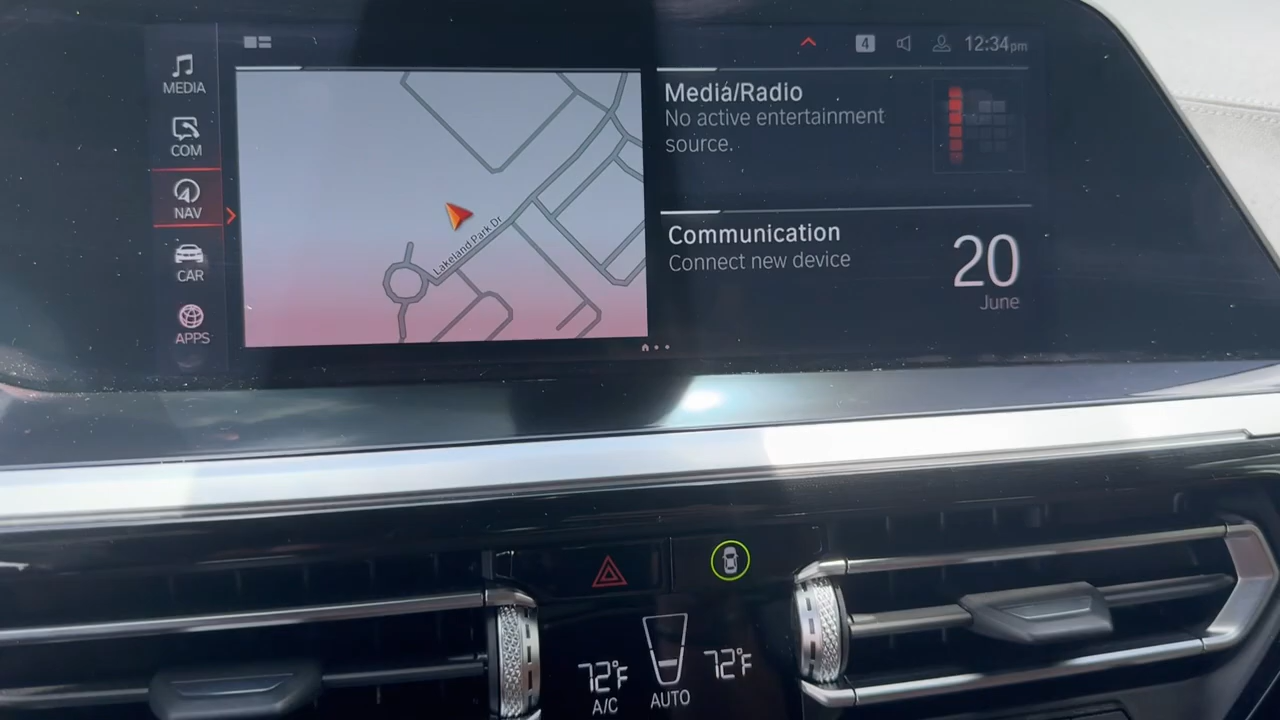 4
12:34pm
MEDIA
COM
NAV
CAR
APPS
Lakeland Park Dr
Media/Radio
No active entertainment
source.
Communication
Connect new device
20
June
72°F
A/C
AUTO
72°F